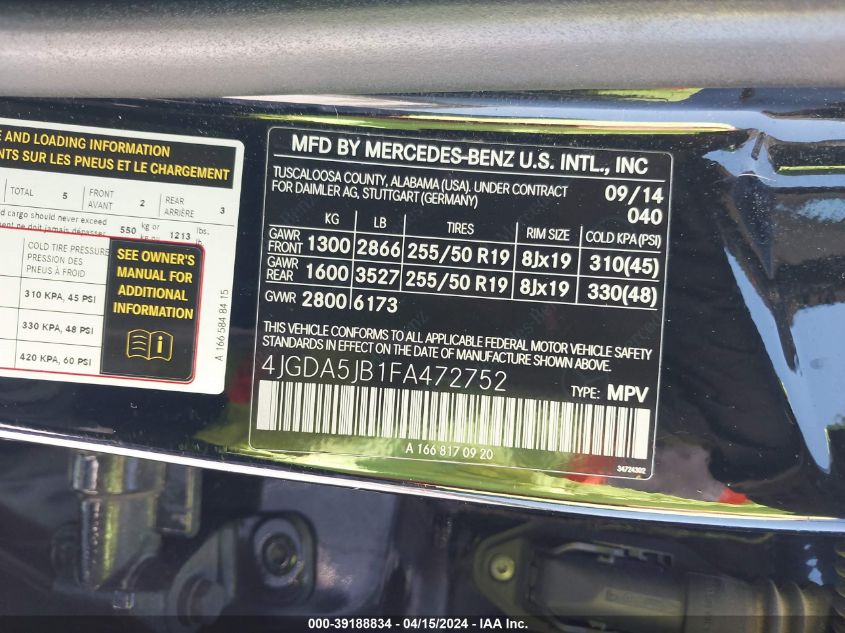 E AND LOADING INFORMATION
NTS SUR LES PNEUS ET LE CHARGEMENT
TOTAL 5 FRONT AVANT 2 REAR ARRIÈRE 3
d cargo should never exceed 550 kg or 1213 lbs.
COLD TIRE PRESSURE
PRESSION DES
PNEUS À FROID
310 KPA, 45 PSI
330 KPA, 48 PSI
420 KPA, 60 PSI
SEE OWNER'S
MANUAL FOR
ADDITIONAL
INFORMATION
A 166 584 84 15
MFD BY MERCEDES-BENZ U.S. INTL., INC
TUSCALOOSA COUNTY, ALABAMA (USA). UNDER CONTRACT
FOR DAIMLER AG, STUTTGART (GERMANY)
09/14
040
KG LB TIRES RIM SIZE COLD KPA (PSI)
GAWR FRONT 1300 2866 255/50 R19 8Jx19 310(45)
GAWR REAR 1600 3527 255/50 R19 8Jx19 330(48)
GVWR 2800 6173
THIS VEHICLE CONFORMS TO ALL APPLICABLE FEDERAL MOTOR VEHICLE SAFETY
STANDARDS IN EFFECT ON THE DATE OF MANUFACTURE SHOWN ABOVE.
4JGDA5JB1FA472752
TYPE: MPV
A 166 817 09 20
34724302
000-39188834 - 04/15/2024 - IAA Inc.